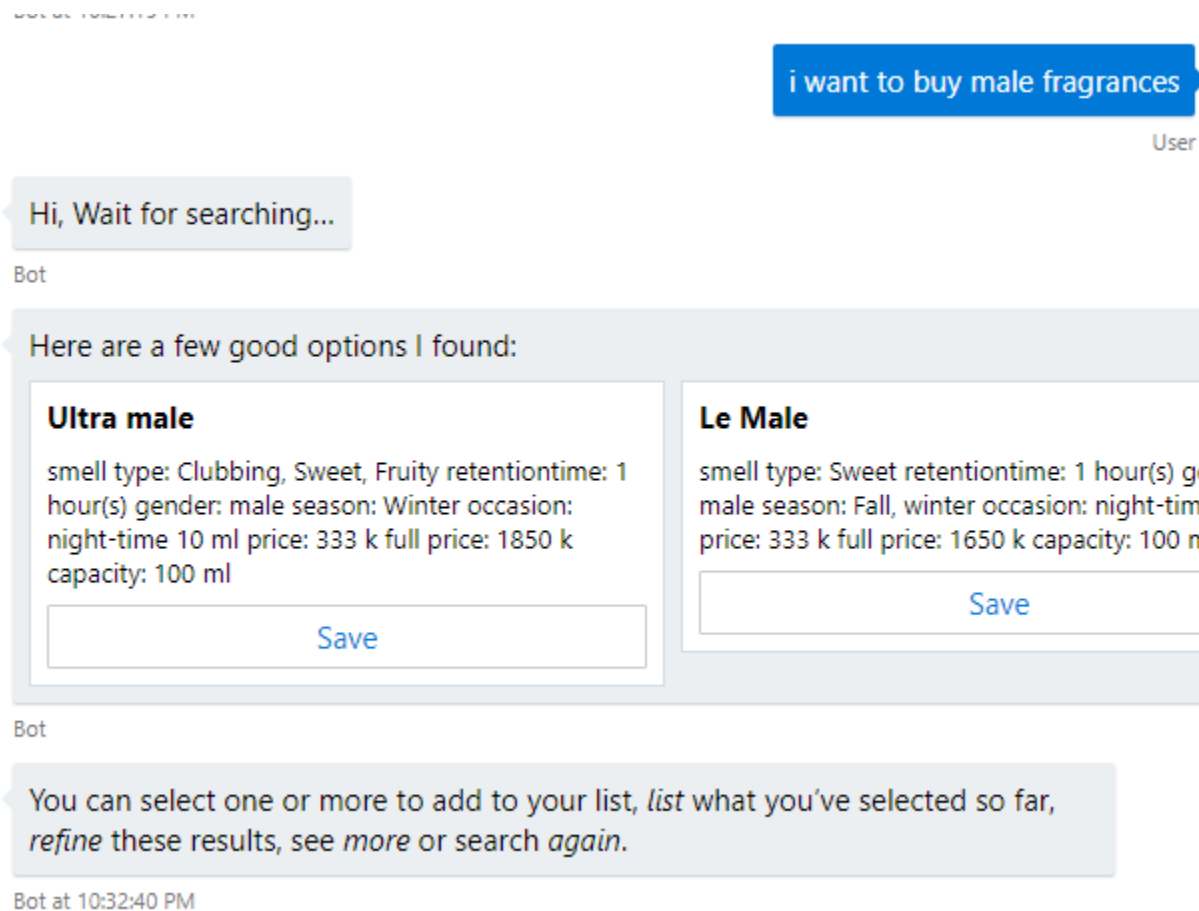 i want to buy male fragrances
User
Hi, Wait for searching...
Bot
Here are a few good options I found:
Ultra male
smell type: Clubbing, Sweet, Fruity retentiontime: 1
hour(s) gender: male season: Winter occasion:
night-time 10 ml price: 333 k full price: 1850 k
capacity: 100 ml
Save
Le Male
smell type: Sweet retentiontime: 1 hour(s)
male season: Fall, winter occasion:
price: 333 k full price: 1650 k capacity: 100
Save
Bot
You can select one or more to add to your list, list what you've selected so far,
refine these results, see more or search again.
Bot at 10:32:40 PM